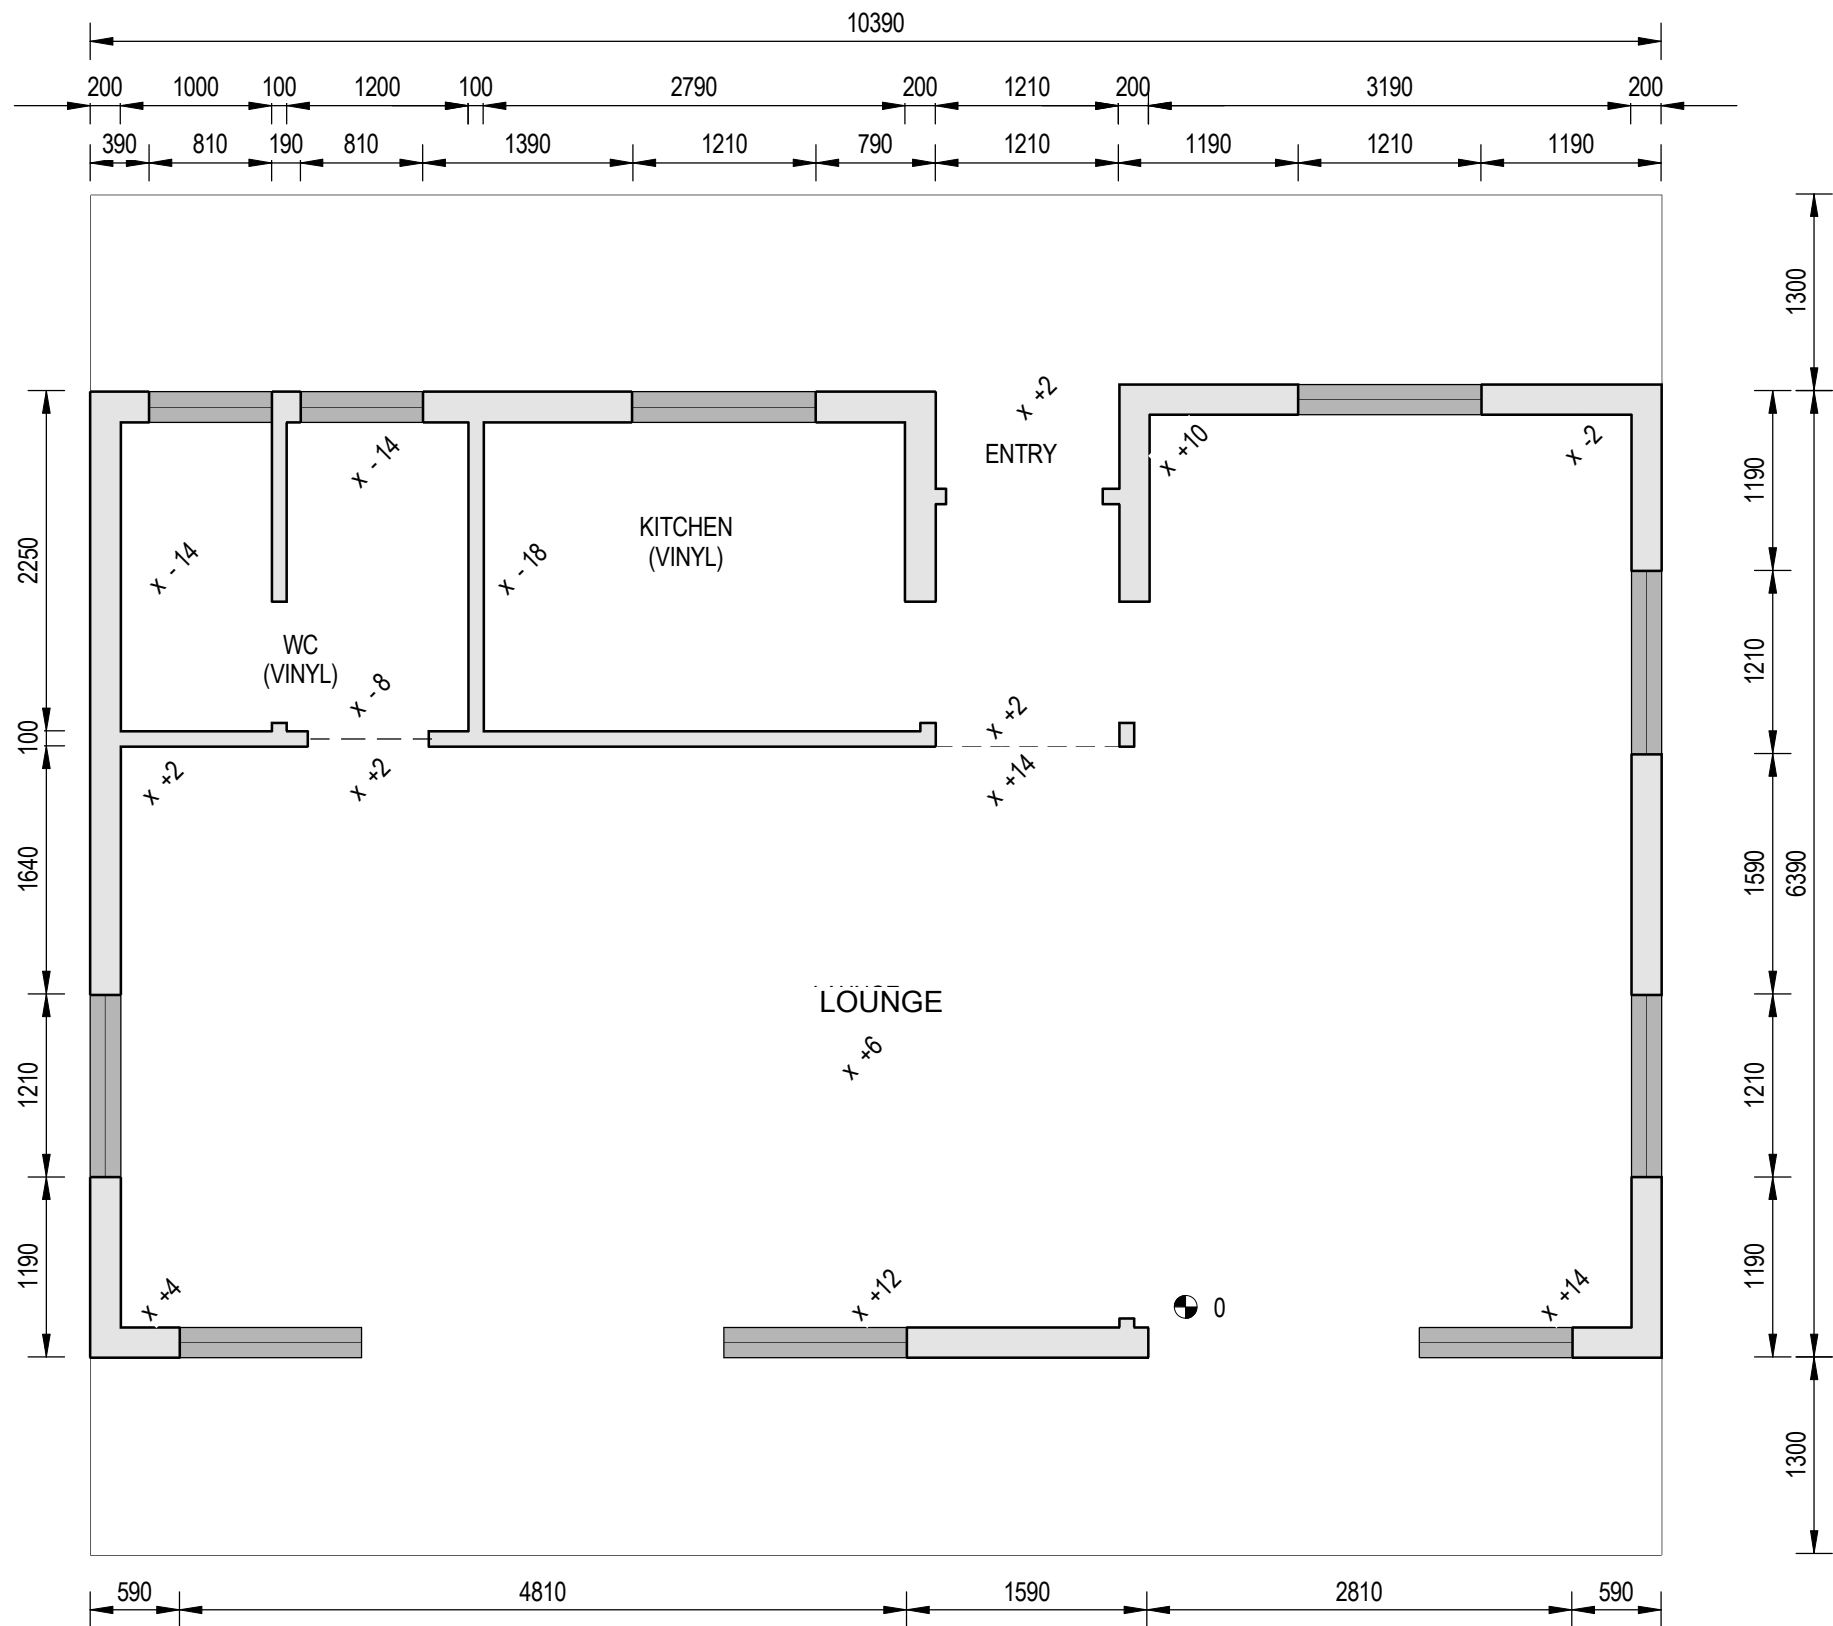 10390
200 1000 100 1200 100 2790 200 1210 200 3190 200
390 810 190 810 1390 1210 790 1210 1190 1210 1190
1300
x +2
ENTRY
x - 14
x +10
x -2
1190
KITCHEN
(VINYL)
2250
x - 14
x - 18
WC
(VINYL)
1210
x - 8
x +2
100
x +2
x +2
x +14
1640
1590
6390
LOUNGE
x +6
1210
1210
1190
1190
x +4
x +12
0
x +14
1300
590 4810 1590 2810 590